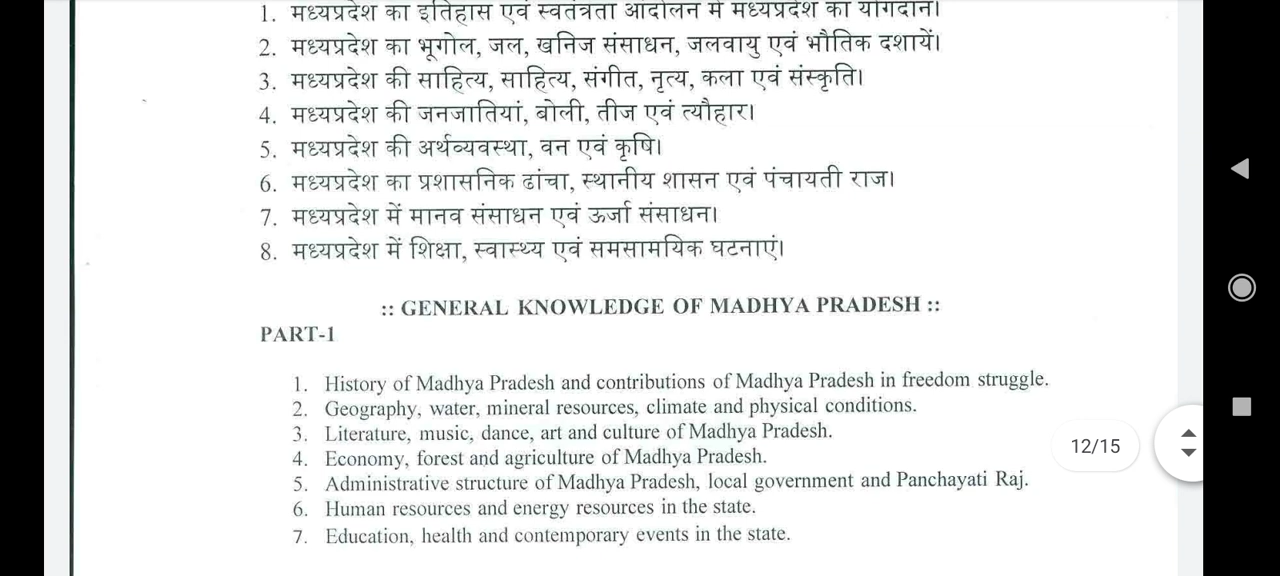 1. मध्यप्रदेश का इतिहास एवं स्वतंत्रता आंदोलन में मध्यप्रदेश का योगदान।
2. मध्यप्रदेश का भूगोल, जल, खनिज संसाधन, जलवायु एवं भौतिक दशायें।
3. मध्यप्रदेश की साहित्य, साहित्य, संगीत, नृत्य, कला एवं संस्कृति।
4. मध्यप्रदेश की जनजातियां, बोली, तीज एवं त्यौहार।
5. मध्यप्रदेश की अर्थव्यवस्था, वन एवं कृषि।
6. मध्यप्रदेश का प्रशासनिक ढांचा, स्थानीय शासन एवं पंचायती राज।
7. मध्यप्रदेश में मानव संसाधन एवं ऊर्जा संसाधन।
8. मध्यप्रदेश में शिक्षा, स्वास्थ्य एवं समसामयिक घटनाएं।
:: GENERAL KNOWLEDGE OF MADHYA PRADESH ::
PART-1
1. History of Madhya Pradesh and contributions of Madhya Pradesh in freedom struggle.
2. Geography, water, mineral resources, climate and physical conditions.
3. Literature, music, dance, art and culture of Madhya Pradesh.
4. Economy, forest and agriculture of Madhya Pradesh.
5. Administrative structure of Madhya Pradesh, local government and Panchayati Raj.
6. Human resources and energy resources in the state.
7. Education, health and contemporary events in the state.
12/15